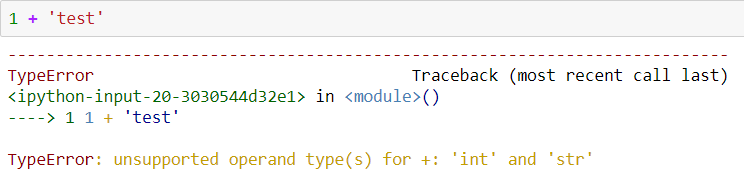 1 + 'test'
---------------------------------------------------------------------------
TypeError                                 Traceback (most recent call last)
<ipython-input-20-3030544d32e1> in <module>()
----> 1 1 + 'test'
TypeError: unsupported operand type(s) for +: 'int' and 'str'